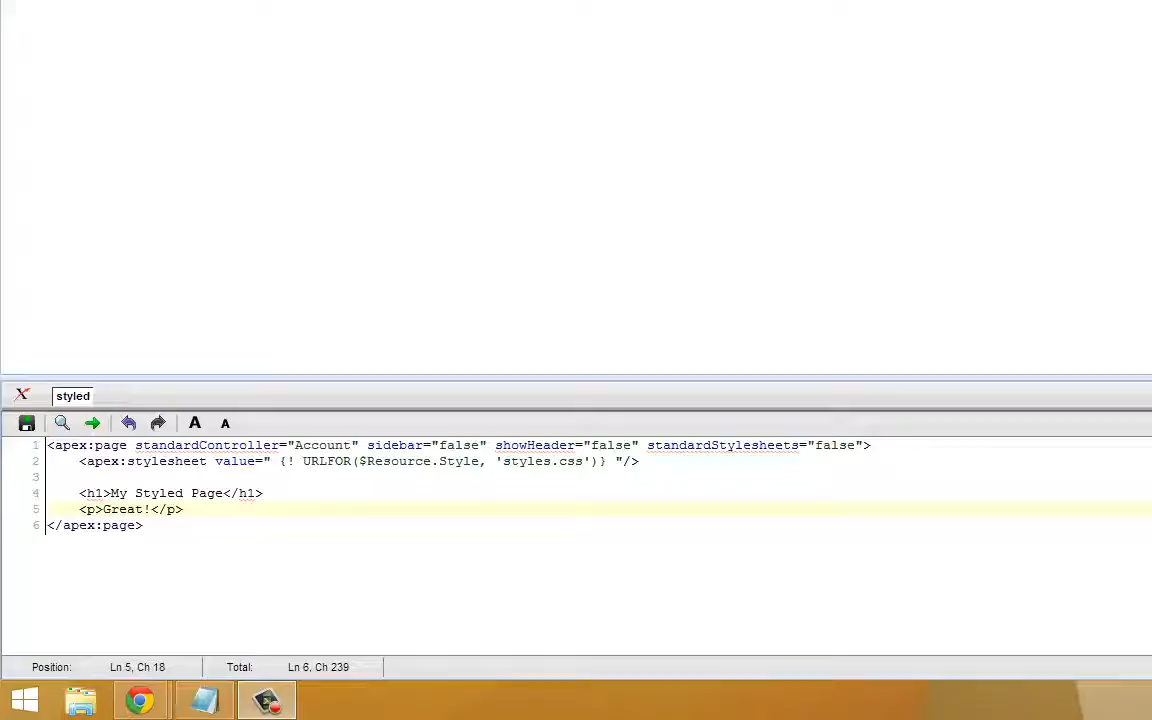 styled
A A
1 <apex:page standardController="Account" sidebar="false" showHeader="false" standardStylesheets="false">
2 <apex:stylesheet value=" {! URLFOR($Resource.Style, 'styles.css')} "/>
3
4 <h1>My Styled Page</h1>
5 <p>Great!</p>
6 </apex:page>
Position: Ln 5, Ch 18 Total: Ln 6, Ch 239